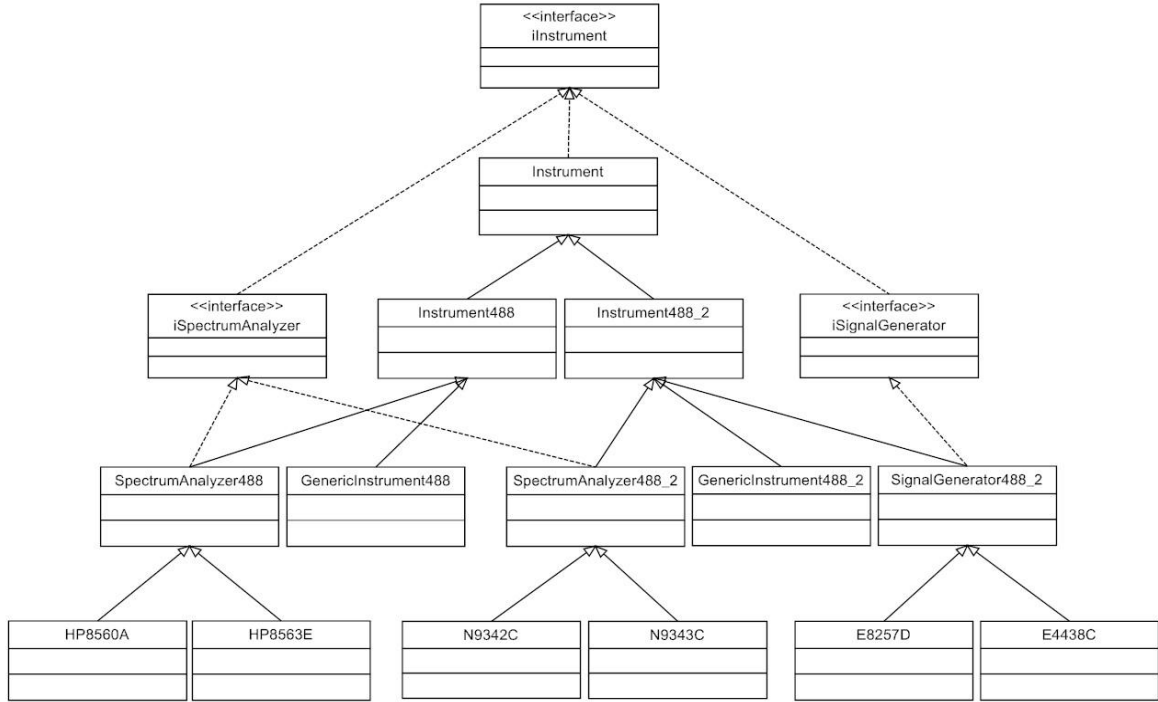 <<interface>>
iInstrument
Instrument
<<interface>>
iSpectrumAnalyzer
Instrument488
Instrument488_2
<<interface>>
iSignalGenerator
SpectrumAnalyzer488
GenericInstrument488
SpectrumAnalyzer488_2
GenericInstrument488_2
SignalGenerator488_2
HP8560A
HP8563E
N9342C
N9343C
E8257D
E4438C